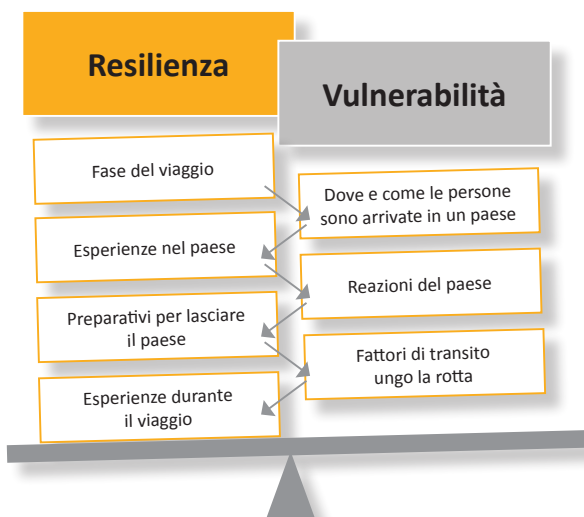 Resilienza
Vulnerabilità
Fase del viaggio
Dove e come le persone
sono arrivate in un paese
Esperienze nel paese
Reazioni del paese
Preparativi per lasciare
il paese
Fattori di transito
ungo la rotta
Esperienze durante
il viaggio